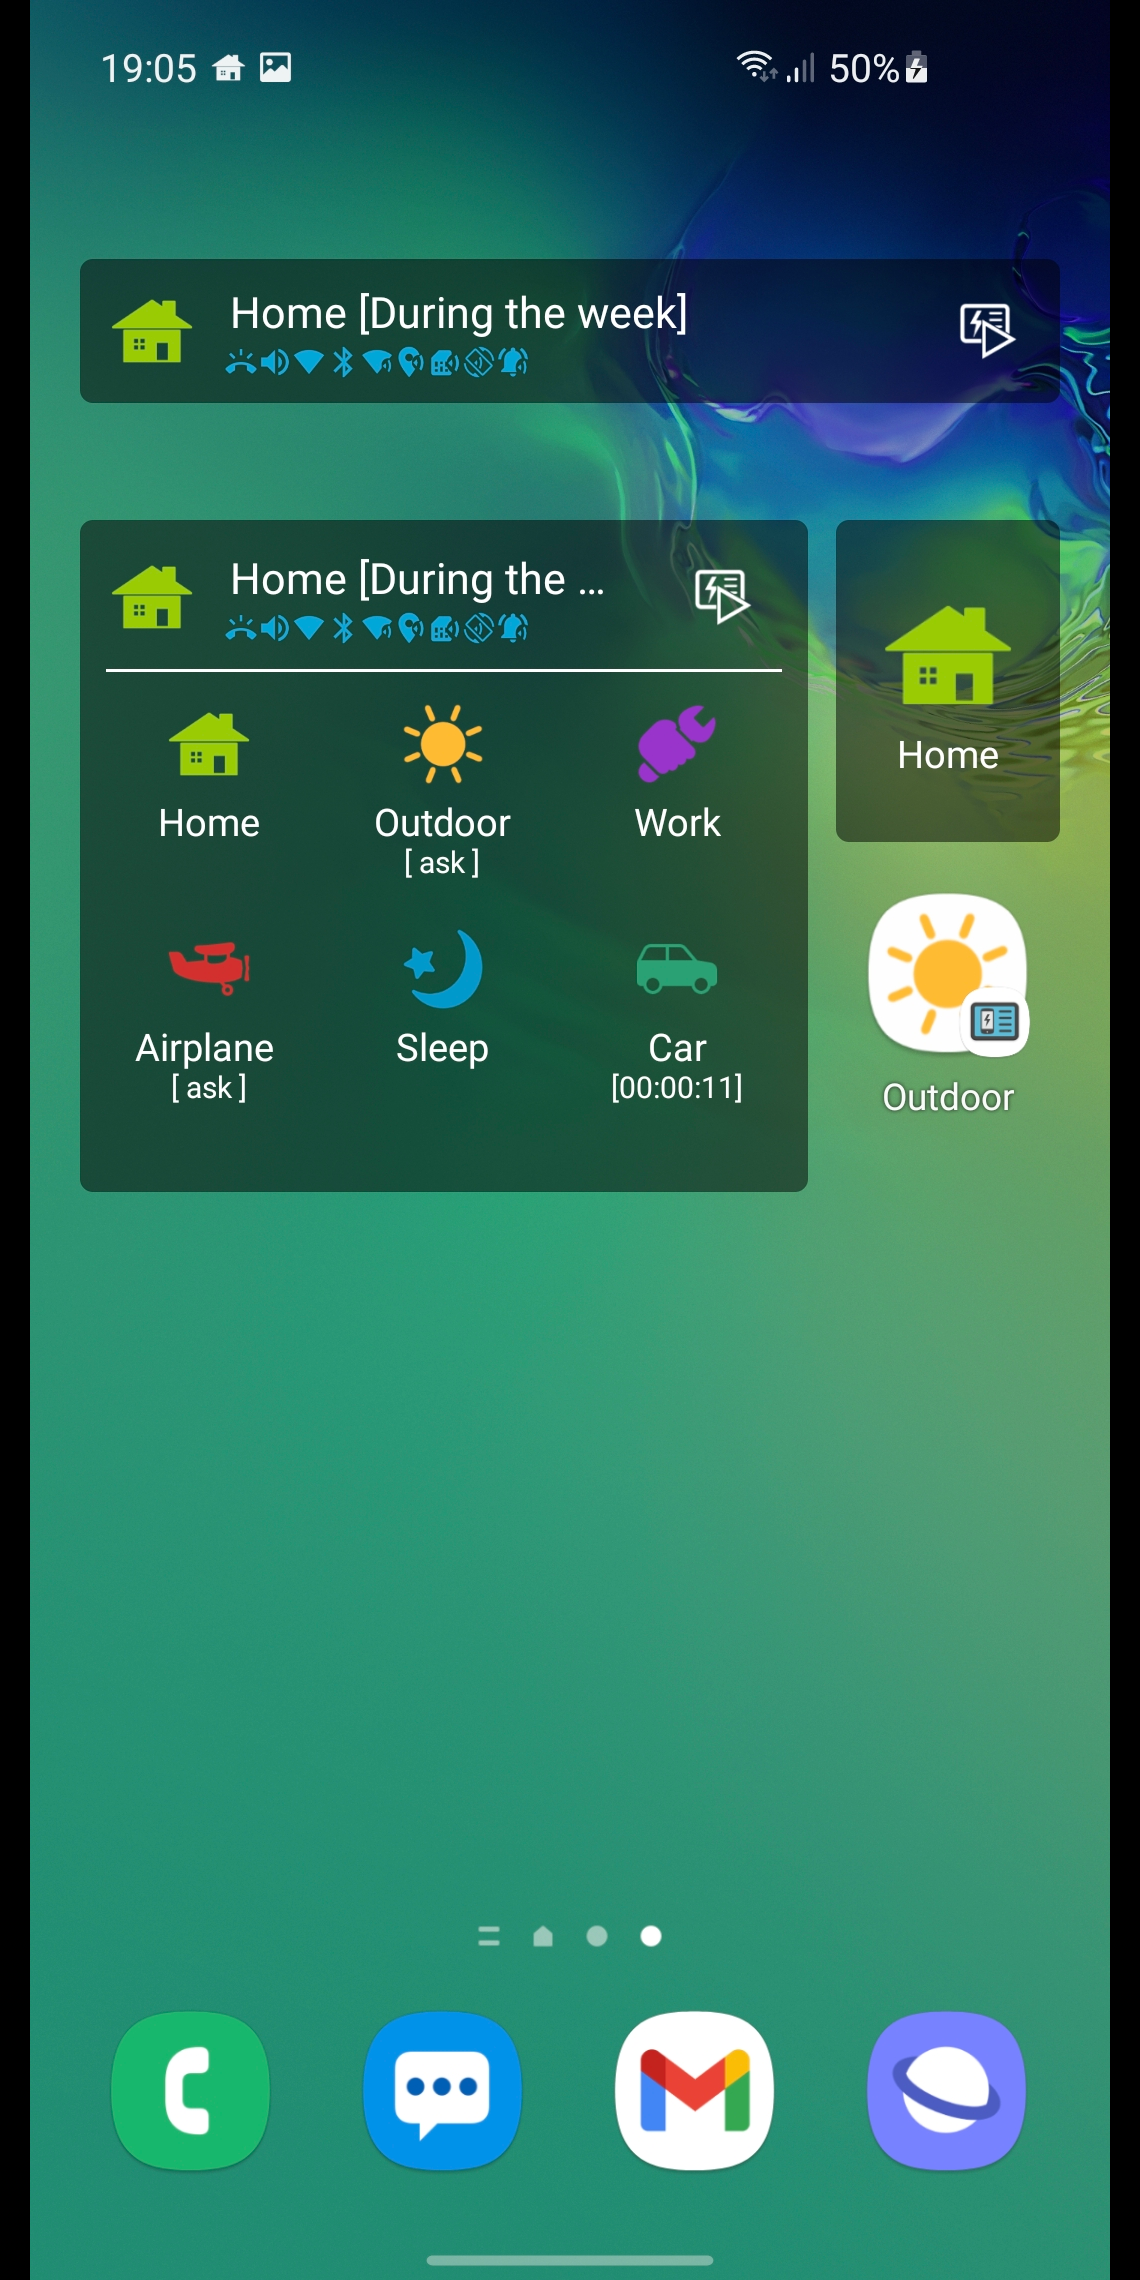 19:05
50%
Home [During the week]
Home [During the ...
Home
Outdoor
[ ask ]
Work
Home
Airplane
[ ask ]
Sleep
Car
[00:00:11]
Outdoor